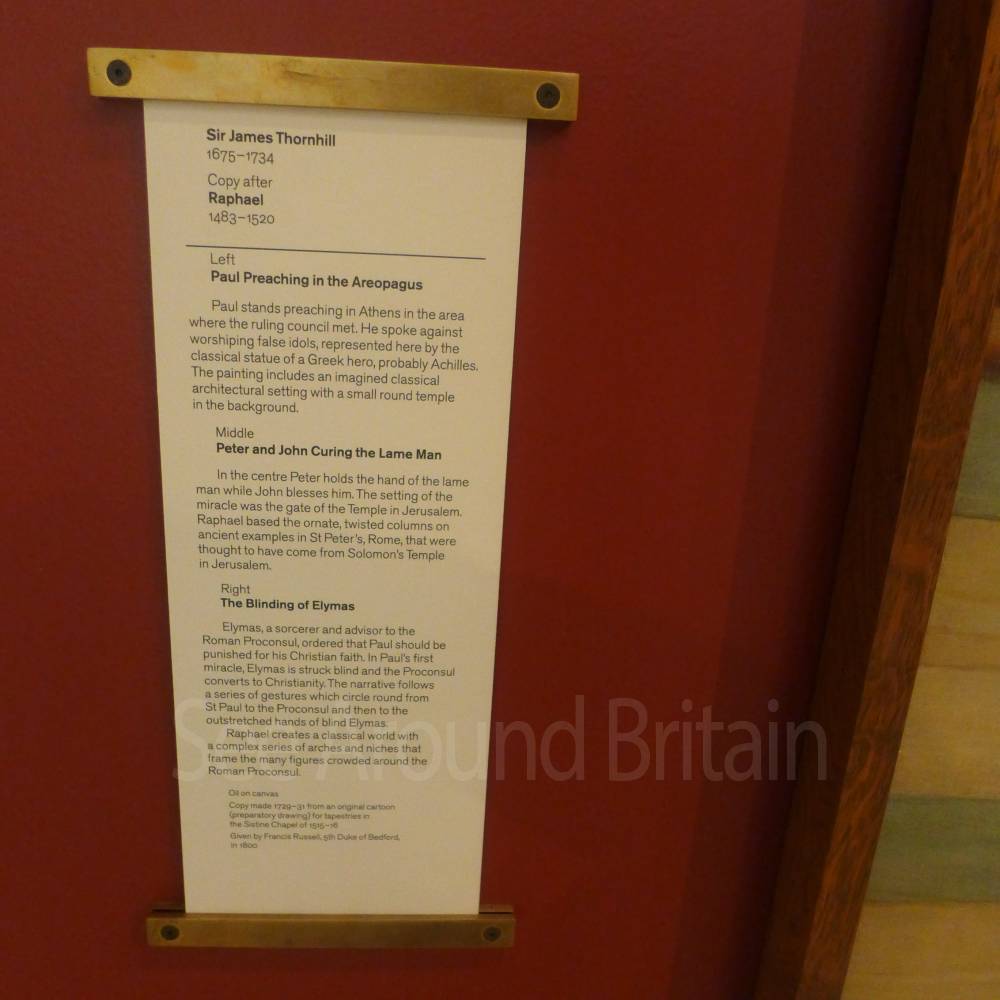 Sir James Thornhill
1675–1734
Copy after
Raphael
1483–1520
Left
Paul Preaching in the Areopagus
Paul stands preaching in Athens in the area
where the ruling council met. He spoke against
worshiping false idols, represented here by the
classical statue of a Greek hero, probably Achilles.
The painting includes an imagined classical
architectural setting with a small round temple
in the background.
Middle
Peter and John Curing the Lame Man
In the centre Peter holds the hand of the lame
man while John blesses him. The setting of the
miracle was the gate of the Temple in Jerusalem.
Raphael based the ornate, twisted columns on
ancient examples in St Peter's, Rome, that were
thought to have come from Solomon's Temple
in Jerusalem.
Right
The Blinding of Elymas
Elymas, a sorcerer and advisor to the
Roman Proconsul, ordered that Paul should be
punished for his Christian faith. In Paul's first
miracle, Elymas is struck blind and the Proconsul
converts to Christianity. The narrative follows
a series of gestures which circle round from
St Paul to the Proconsul and then to the
outstretched hands of blind Elymas.
Raphael creates a classical world with
a complex series of arches and niches that
frame the many figures crowded around the
Roman Proconsul.
Oil on canvas
Copy made 1729–31 from an original cartoon
(preparatory drawing) for tapestries in
the Sistine Chapel of 1515–16
Given by Francis Russell, 5th Duke of Bedford,
in 1800
See Around Britain